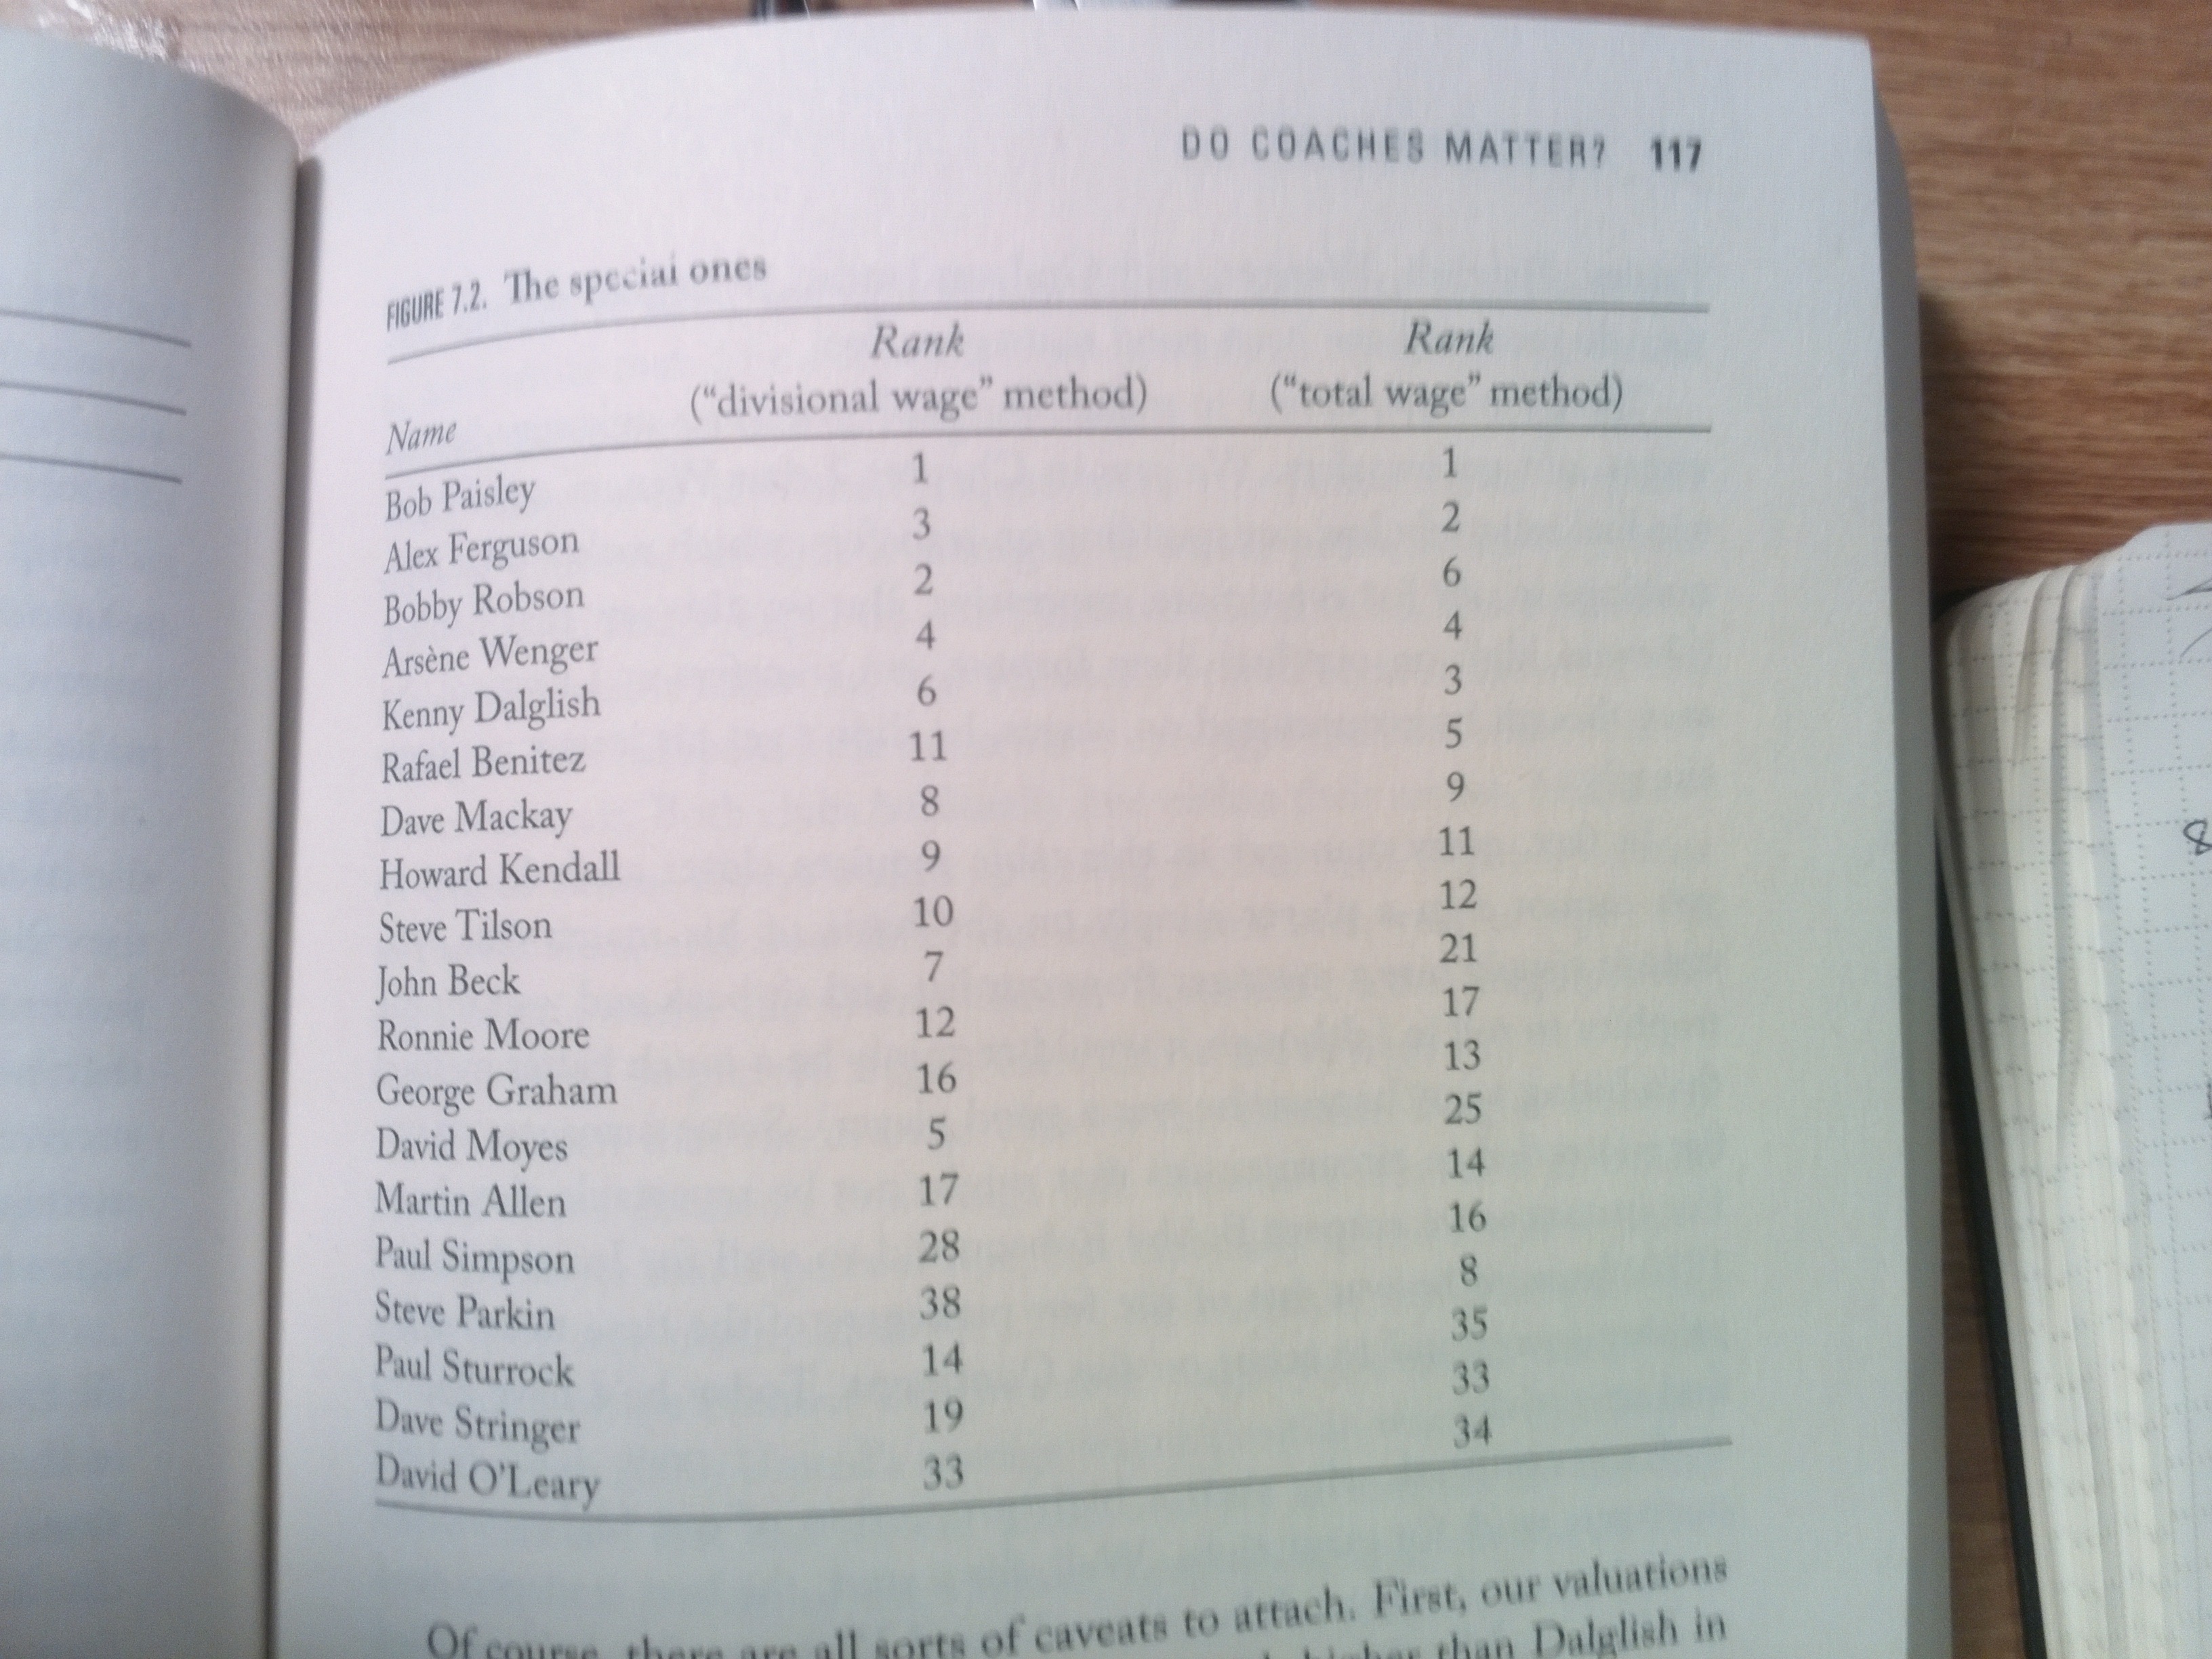 DO COACHES MATTER? 117
FIGURE 7.2. The special ones
Rank Rank
Name ("divisional wage" method) ("total wage" method)
Bob Paisley 1 1
Alex Ferguson 3 2
Bobby Robson 2 6
Arsène Wenger 4 4
Kenny Dalglish 6 3
Rafael Benitez 11 5
Dave Mackay 8 9
Howard Kendall 9 11
Steve Tilson 10 12
John Beck 7 21
Ronnie Moore 12 17
George Graham 16 13
David Moyes 5 25
Martin Allen 17 14
Paul Simpson 28 16
Steve Parkin 38 8
Paul Sturrock 14 35
Dave Stringer 19 33
David O'Leary 33 34
Of course, there are all sorts of caveats to attach. First, our valuations
higher than Dalglish in
8